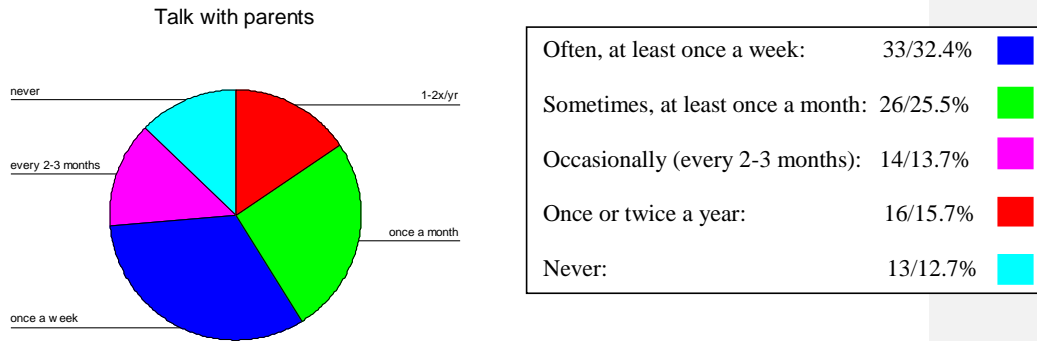 Talk with parents
never
1-2x/yr
every 2-3 months
once a month
once a week
Often, at least once a week: 33/32.4%
Sometimes, at least once a month: 26/25.5%
Occasionally (every 2-3 months): 14/13.7%
Once or twice a year: 16/15.7%
Never: 13/12.7%